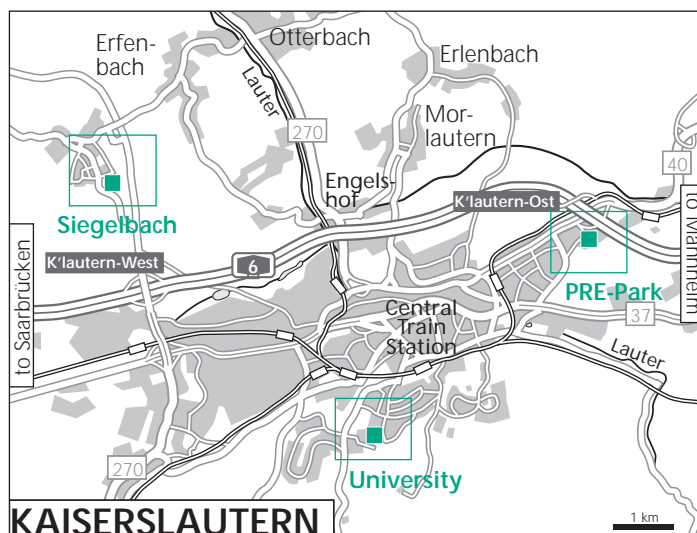 Otterbach
Erfen-
bach
Erlenbach
Lauter
Mor-
lautern
270
40
Engels-
hof
K'lautern-Ost
to Mannheim
Siegelbach
K'lautern-West
6
PRE-Park
to Saarbrücken
Central
Train
Station
37
Lauter
270
University
KAISERSLAUTERN
1 km